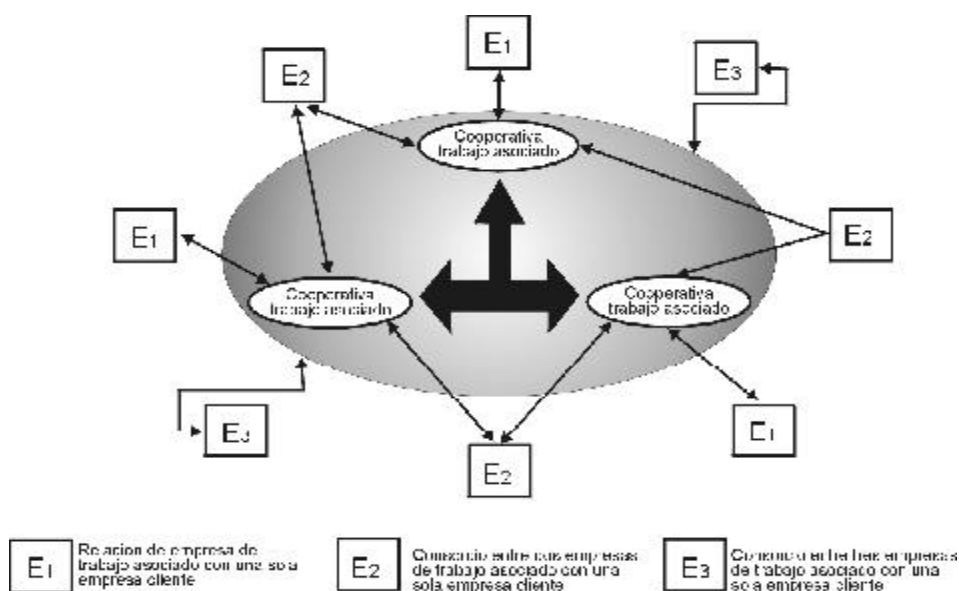 E1
E2
E3
Cooperativa
trabajo asociado
E1
E2
Cooperativa
trabajo asociado
Cooperativa
trabajo asociado
E3
E2
E1
E1
Relacion de empresa de
trabajo asociado con una sola
empresa cliente
E2
Consorcio entre dos empresas
de trabajo asociado con una
sola empresa cliente
E3
Consorcio entre tres empresas
de trabajo asociado con una
sola empresa cliente